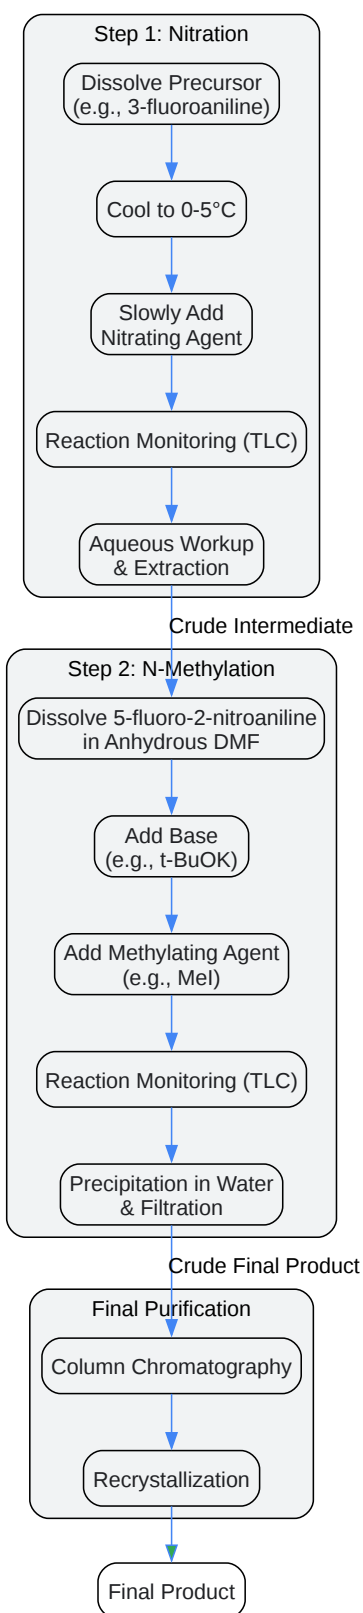 Step 1: Nitration
Dissolve Precursor
(e.g., 3-fluoroaniline)
Cool to 0-5°C
Slowly Add
Nitrating Agent
Reaction Monitoring (TLC)
Aqueous Workup
& Extraction
Crude Intermediate
Step 2: N-Methylation
Dissolve 5-fluoro-2-nitroaniline
in Anhydrous DMF
Add Base
(e.g., t-BuOK)
Add Methylating Agent
(e.g., MeI)
Reaction Monitoring (TLC)
Precipitation in Water
& Filtration
Crude Final Product
Final Purification
Column Chromatography
Recrystallization
Final Product